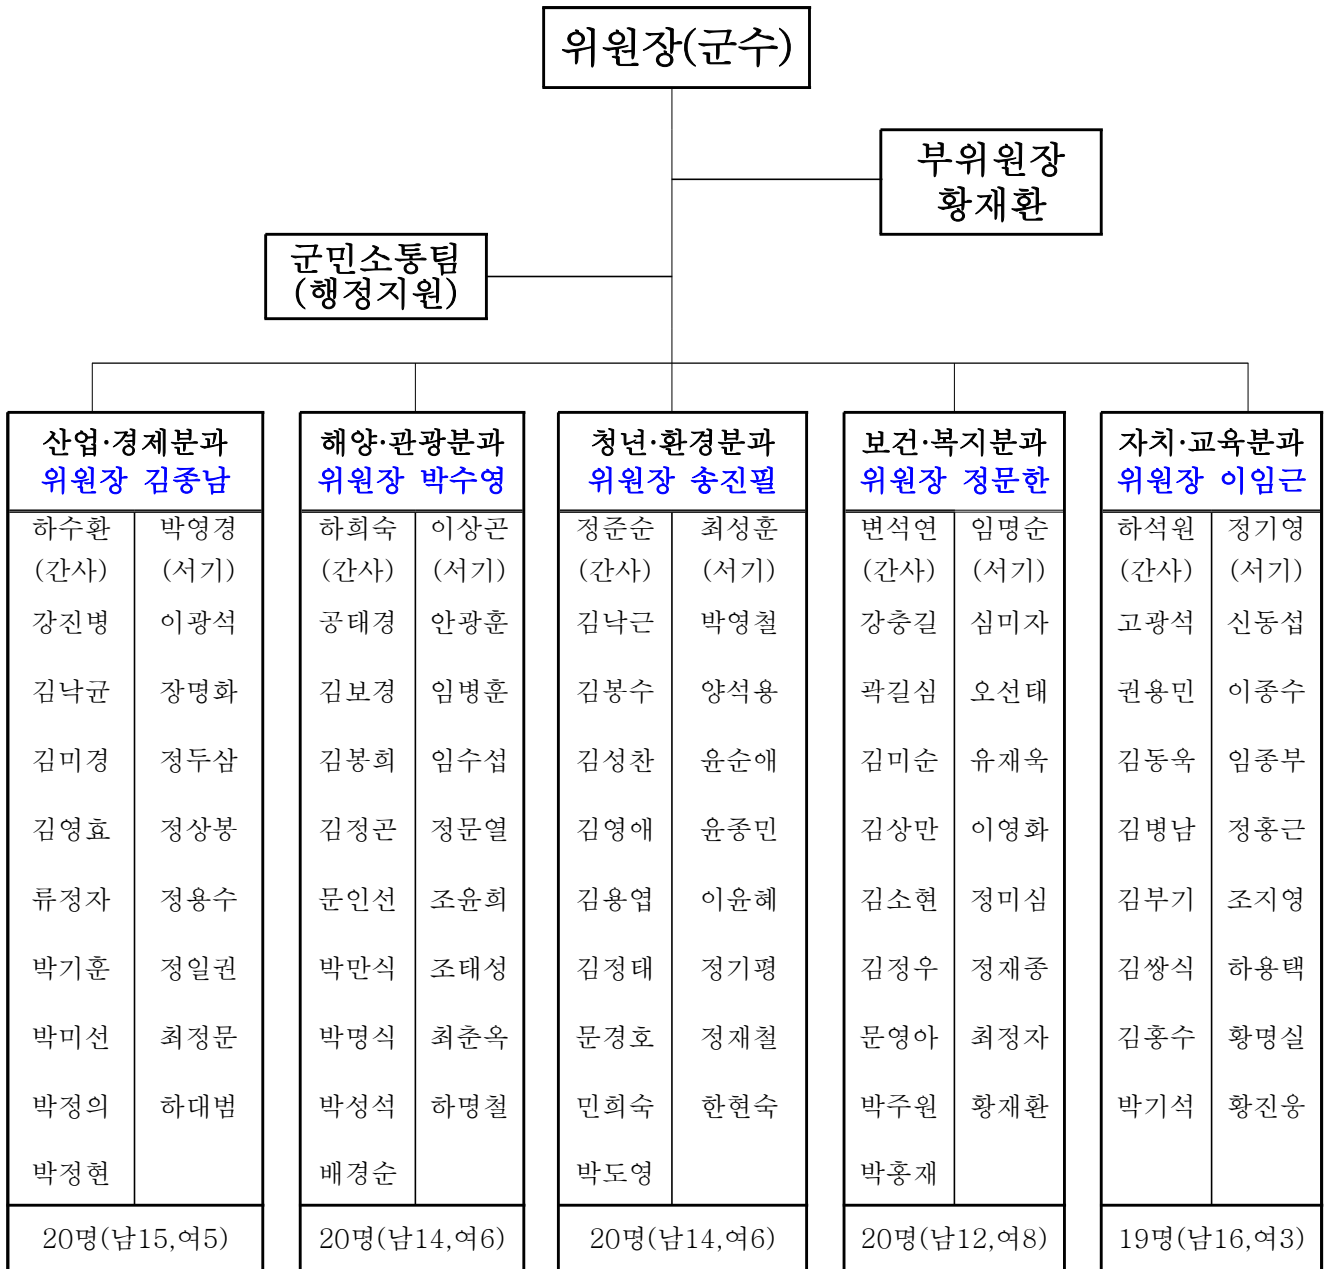 위원장(군수)
부위원장
황재환
군민소통팀
(행정지원)
산업·경제분과
위원장 김종남
하수환 박영경
(간사) (서기)
강진병 이광석
김낙균 장명화
김미경 정두삼
김영효 정상봉
류정자 정용수
박기훈 정일권
박미선 최정문
박정의 하대범
박정현
20명(남15,여5)
해양·관광분과
위원장 박수영
하희숙 이상곤
(간사) (서기)
공태경 안광훈
김보경 임병훈
김봉희 임수섭
김정곤 정문열
문인선 조윤희
박만식 조태성
박명식 최춘옥
박성석 하명철
배경순
20명(남14,여6)
청년·환경분과
위원장 송진필
정준순 최성훈
(간사) (서기)
김낙근 박영철
김봉수 양석용
김성찬 윤순애
김영애 윤종민
김용엽 이윤혜
김정태 정기평
문경호 정재철
민희숙 한현숙
박도영
20명(남14,여6)
보건·복지분과
위원장 정문한
변석연 임명순
(간사) (서기)
강충길 심미자
곽길심 오선태
김미순 유재욱
김상만 이영화
김소현 정미심
김정우 정재종
문영아 최정자
박주원 황재환
박홍재
20명(남12,여8)
자치·교육분과
위원장 이임근
하석원 정기영
(간사) (서기)
고광석 신동섭
권용민 이종수
김동욱 임종부
김병남 정홍근
김부기 조지영
김쌍식 하용택
김홍수 황명실
박기석 황진웅
19명(남16,여3)